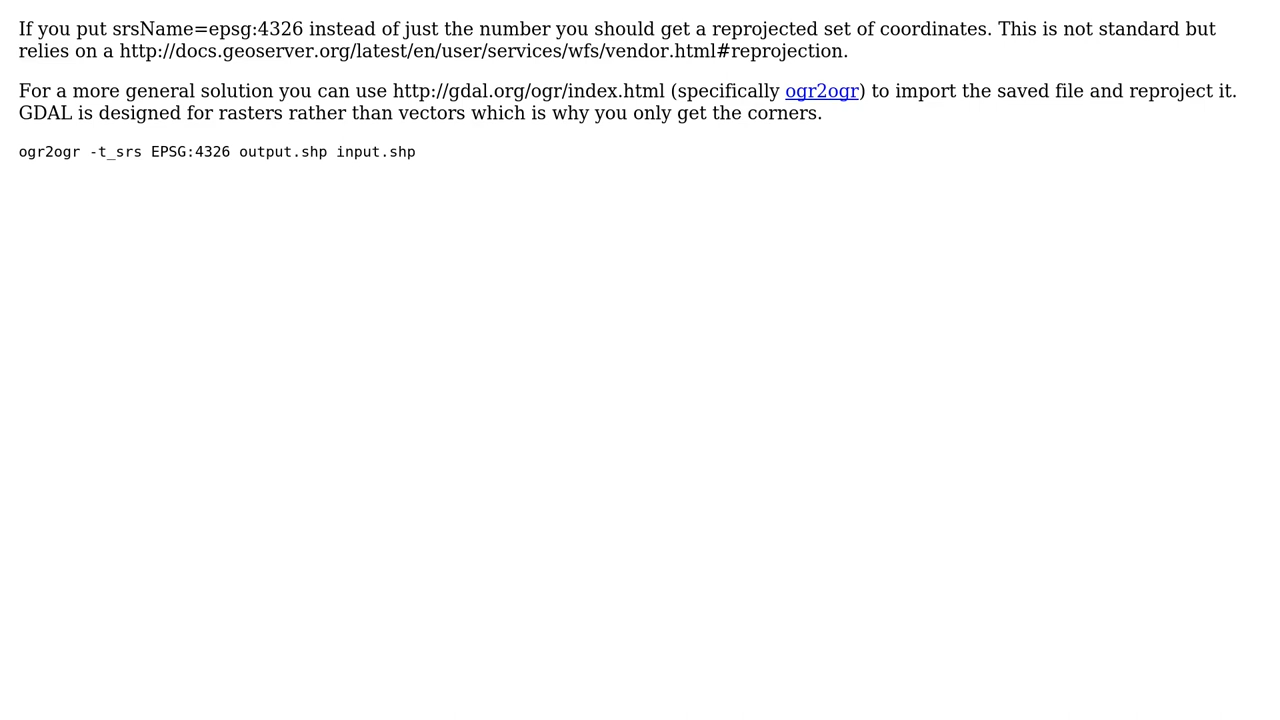 If you put srsName=epsg:4326 instead of just the number you should get a reprojected set of coordinates. This is not standard but
relies on a http://docs.geoserver.org/latest/en/user/services/wfs/vendor.html#reprojection.
For a more general solution you can use http://gdal.org/ogr/index.html (specifically ogr2ogr) to import the saved file and reproject it.
GDAL is designed for rasters rather than vectors which is why you only get the corners.
ogr2ogr -t_srs EPSG:4326 output.shp input.shp